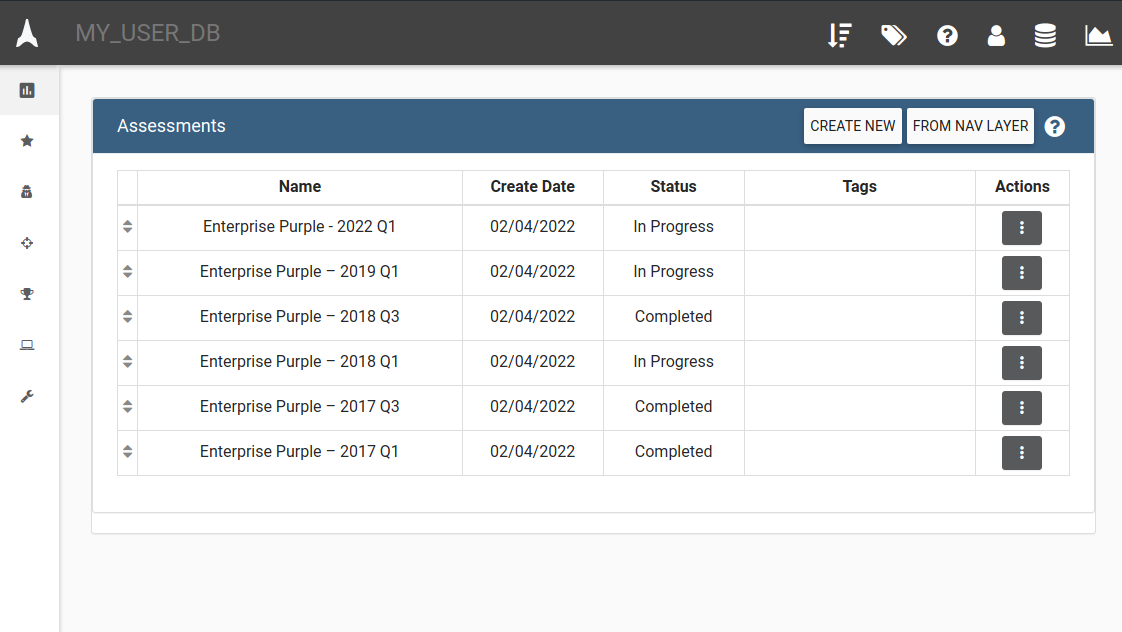 MY_USER_DB
Assessments CREATE NEW FROM NAV LAYER
Name Create Date Status Tags Actions
Enterprise Purple - 2022 Q1 02/04/2022 In Progress
Enterprise Purple – 2019 Q1 02/04/2022 In Progress
Enterprise Purple – 2018 Q3 02/04/2022 Completed
Enterprise Purple – 2018 Q1 02/04/2022 In Progress
Enterprise Purple – 2017 Q3 02/04/2022 Completed
Enterprise Purple – 2017 Q1 02/04/2022 Completed